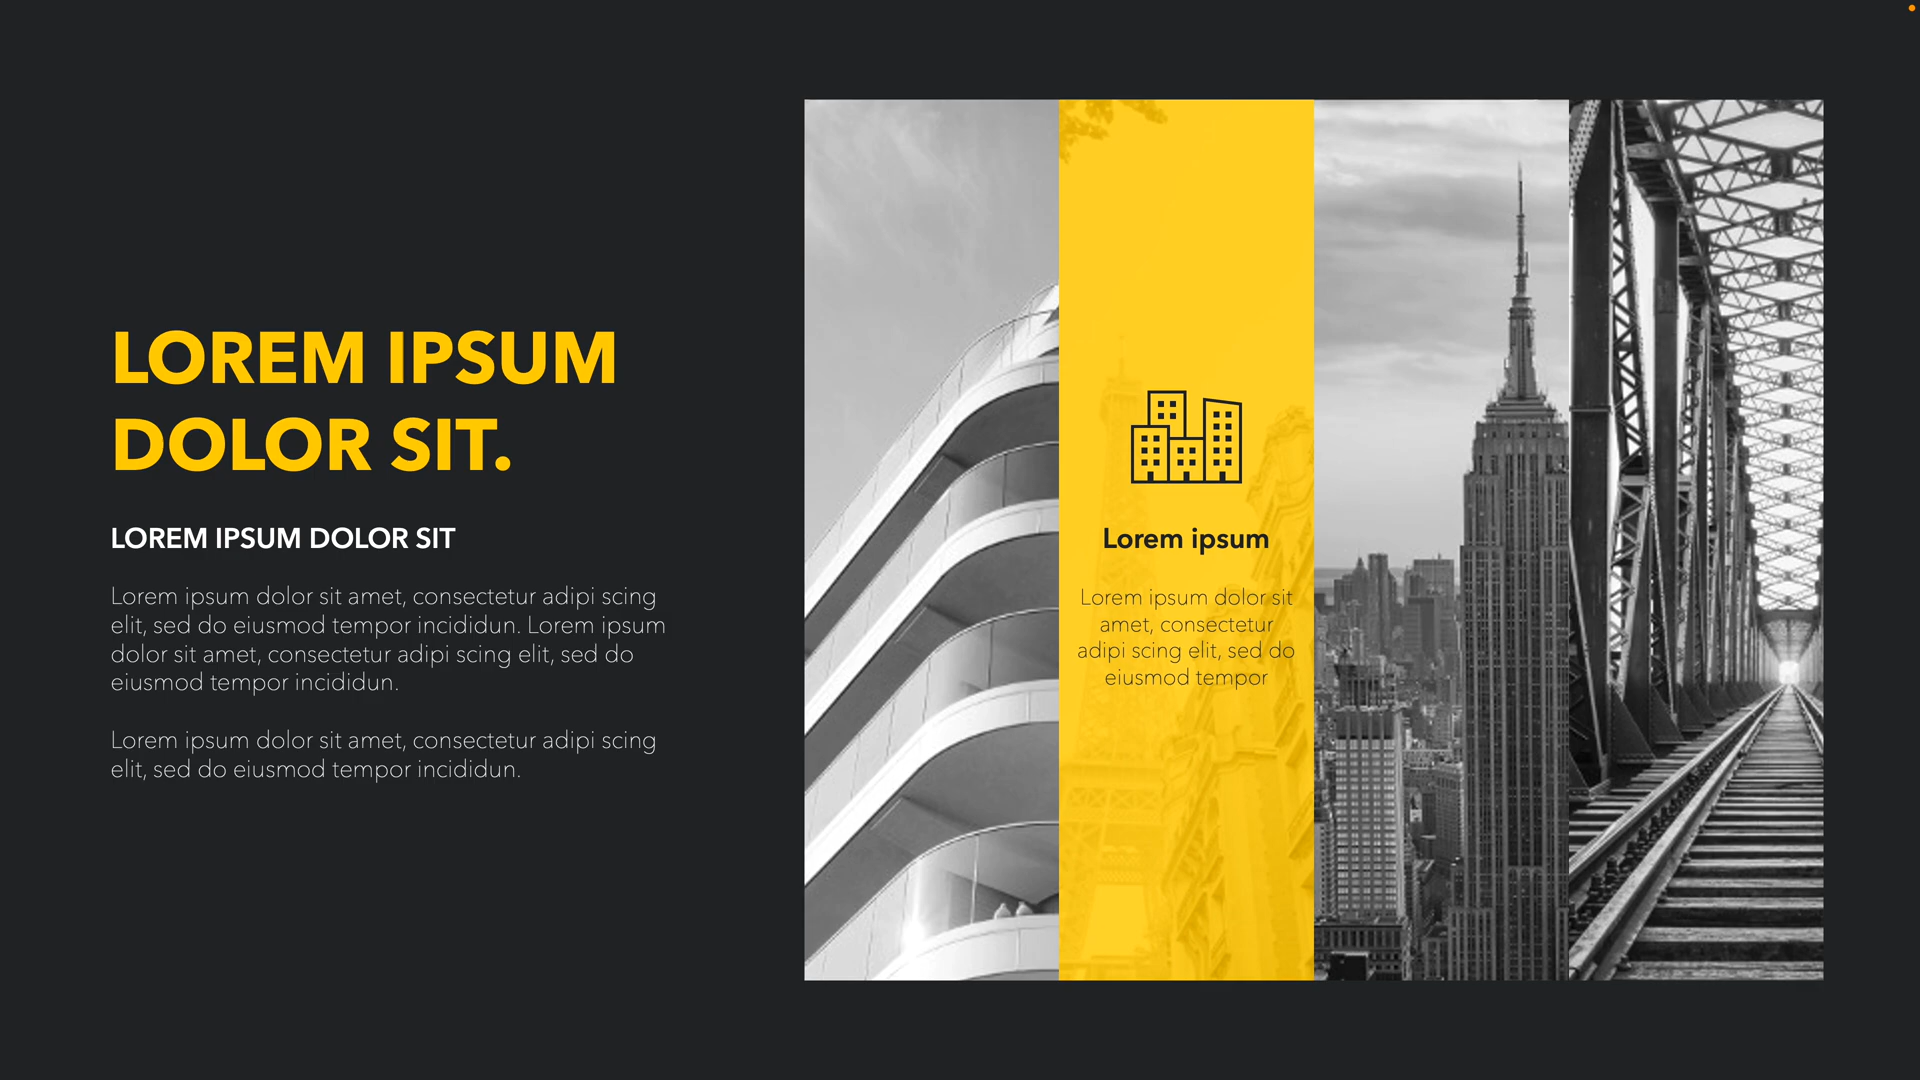 LOREM IPSUM
DOLOR SIT.
LOREM IPSUM DOLOR SIT
Lorem ipsum dolor sit amet, consectetur adipi scing
elit, sed do eiusmod tempor incididun. Lorem ipsum
dolor sit amet, consectetur adipi scing elit, sed do
eiusmod tempor incididun.
Lorem ipsum dolor sit amet, consectetur adipi scing
elit, sed do eiusmod tempor incididun.
Lorem ipsum
Lorem ipsum dolor sit
amet, consectetur
adipi scing elit, sed do
eiusmod tempor